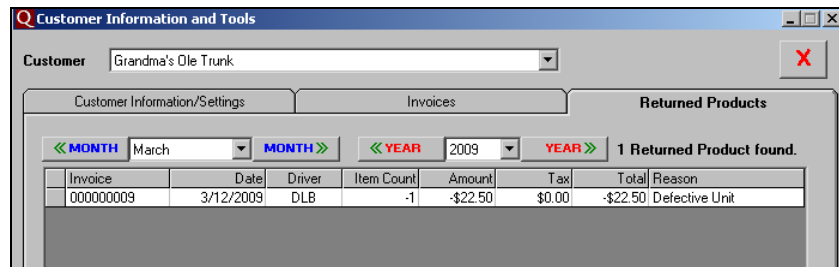 Q Customer Information and Tools
Customer Grandma's Ole Trunk X
Customer Information/Settings Invoices Returned Products
«MONTH March MONTH» «YEAR 2009 YEAR» 1 Returned Product found.
Invoice Date Driver Item Count Amount Tax Total Reason
000000009 3/12/2009 DLB -1 -$22.50 $0.00 -$22.50 Defective Unit